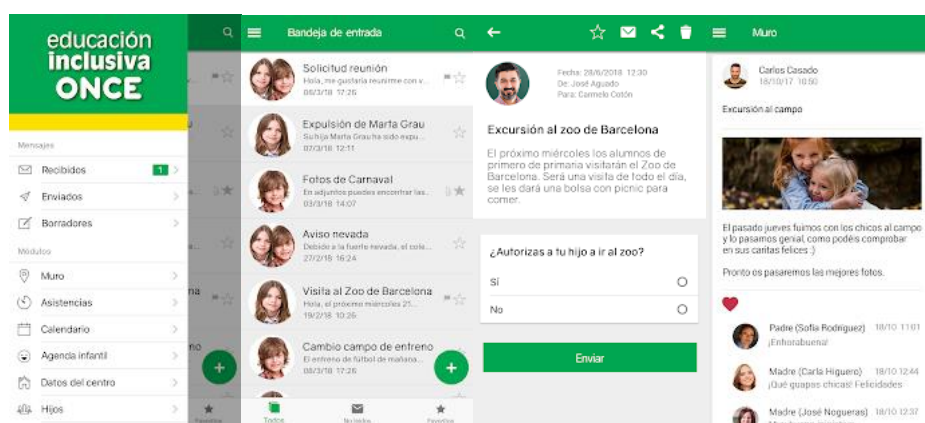 educación
inclusiva
ONCE
Mensajes
Recibidos 1
Enviados
Borradores
Módulos
Muro
Asistencias
Calendario
Agenda infantil
Datos del centro
Hijos
Bandeja de entrada
Solicitud reunión
Hola, me gustaría reunirme con v...
08/3/18 17:26
Expulsión de Marta Grau
Su hija Marta Grau ha sido expu...
07/3/18 12:11
Fotos de Carnaval
En adjuntos puedes encontrar las...
03/3/18 14:07
Aviso nevada
Debido a la fuerte nevada, el cole...
27/2/18 16:24
Visita al Zoo de Barcelona
Hola, el próximo miércoles 21...
19/2/18 10:26
Cambio campo de entreno
El entreno de fútbol de mañana...
08/3/18 17:26
Todos No leídos Favoritos
Fecha: 28/6/2018 12:30
De: José Aguado
Para: Carmelo Cotón
Excursión al zoo de Barcelona
El próximo miércoles los alumnos de
primero de primaria visitarán el Zoo de
Barcelona. Será una visita de todo el día,
se les dará una bolsa con picnic para
comer.
¿Autorizas a tu hijo a ir al zoo?
Sí
No
Enviar
Muro
Carlos Casado
18/10/17 10:50
Excursión al campo
El pasado jueves fuimos con los chicos al campo
y lo pasamos genial, como podéis comprobar
en sus caritas felices :)
Pronto os pasaremos las mejores fotos.
Padre (Sofía Rodríguez) 18/10 11:01
¡Enhorabuena!
Madre (Carla Higuero) 18/10 12:44
¡Qué guapas chicas! Felicidades
Madre (José Nogueras) 18/10 12:37